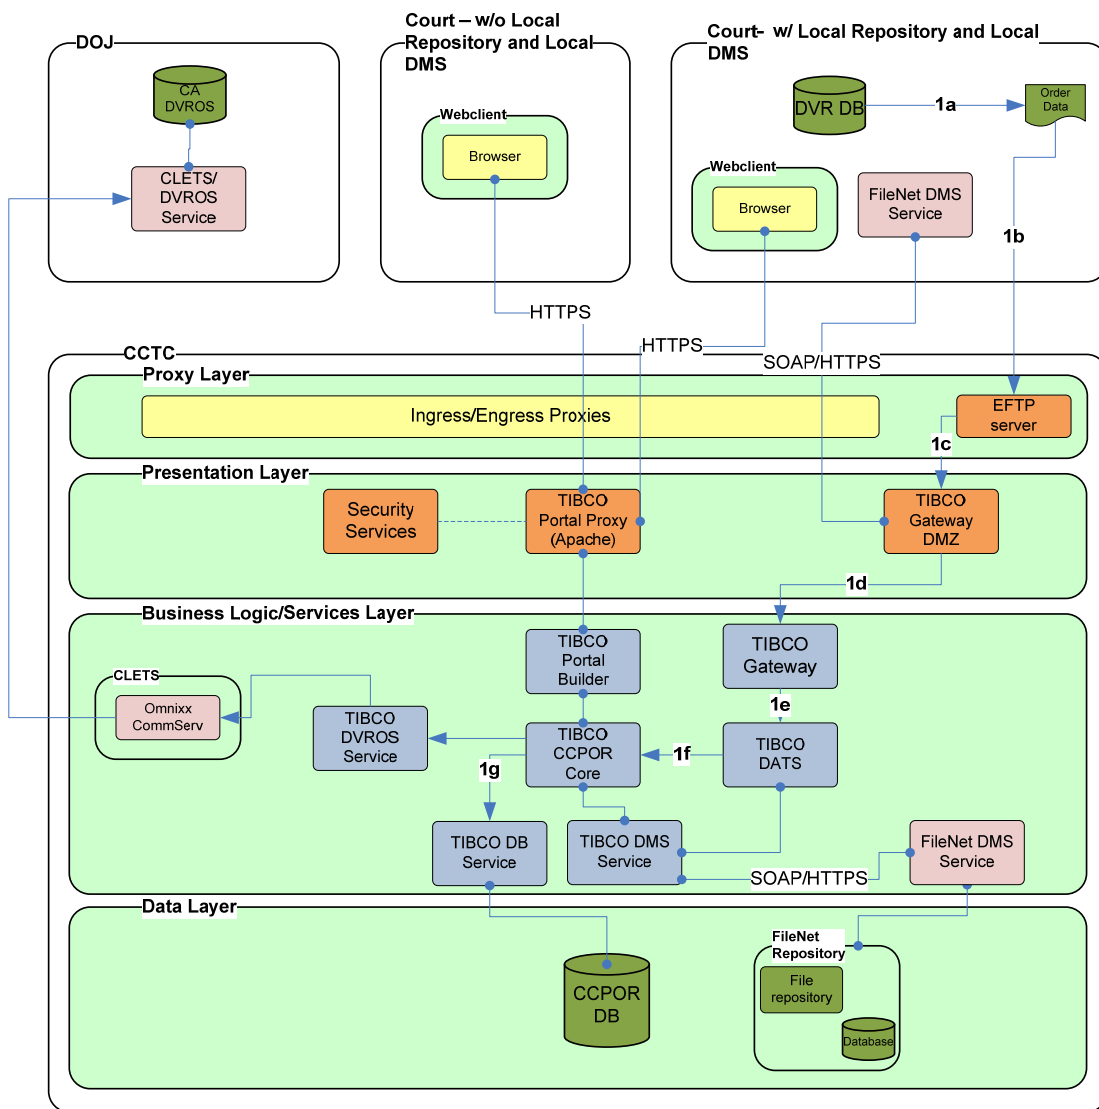 DOJ
CA
DVROS
CLETS/
DVROS
Service
Court – w/o Local
Repository and Local
DMS
Webclient
Browser
Court– w/ Local Repository and Local
DMS
DVR DB
1a
Order
Data
Webclient
Browser
FileNet DMS
Service
1b
HTTPS
HTTPS
SOAP/HTTPS
CCTC
Proxy Layer
Ingress/Engress Proxies
EFTP
server
1c
Presentation Layer
Security
Services
TIBCO
Portal Proxy
(Apache)
TIBCO
Gateway
DMZ
1d
Business Logic/Services Layer
TIBCO
Portal
Builder
TIBCO
Gateway
CLETS
Omnixx
CommServ
1e
TIBCO
DVROS
Service
TIBCO
CCPOR
Core
1f
TIBCO
DATS
1g
TIBCO DB
Service
TIBCO DMS
Service
SOAP/HTTPS
FileNet DMS
Service
Data Layer
CCPOR
DB
FileNet
Repository
File
repository
Database